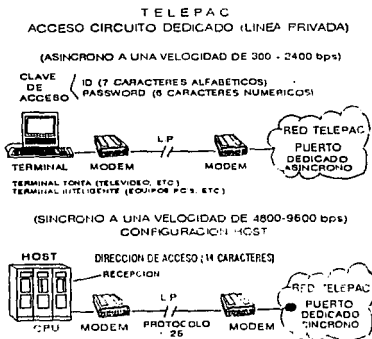 TELEPAC
ACCESO CIRCUITO DEDICADO (LINEA PRIVADA)
(ASINCRONO A UNA VELOCIDAD DE 300 - 2400 bps)
CLAVE DE ACCESO
ID (7 CARACTERES ALFABETICOS)
PASSWORD (6 CARACTERES NUMERICOS)
L.P
RED TELEPAC
PUERTO
DEDICADO
ASINCRONO
TERMINAL MODEM MODEM
TERMINAL TONTA (TELEVIDEO, ETC)
TERMINAL INTELIGENTE (EQUIPOS PC'S, ETC)
(SINCRONO A UNA VELOCIDAD DE 4800-9600 bps)
CONFIGURACION HOST
HOST
DIRECCION DE ACCESO (14 CARACTERES)
RECEPCION
L.P
RED TELEPAC
PUERTO
DEDICADO
SINCRONO
CPU MODEM PROTOCOLO MODEM
25